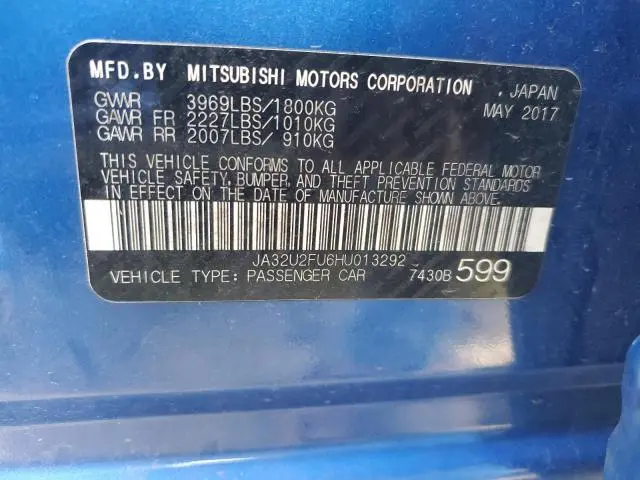 MFD.BY MITSUBISHI MOTORS CORPORATION . JAPAN
GVWR 3969LBS/1800KG MAY 2017
GAWR FR 2227LBS/1010KG
GAWR RR 2007LBS/ 910KG
THIS VEHICLE CONFORMS TO ALL APPLICABLE FEDERAL MOTOR
VEHICLE SAFETY, BUMPER, AND THEFT PREVENTION STANDARDS
IN EFFECT ON THE DATE OF MANUFACTURE SHOWN ABOVE.
JA32U2FU6HU013292
VEHICLE TYPE: PASSENGER CAR 7430B 599